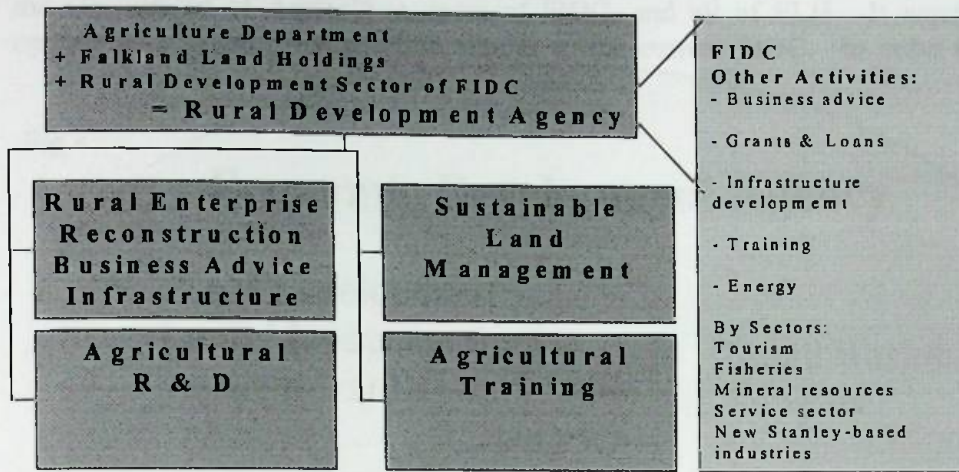 Agriculture Department
+ Falkland Land Holdings
+ Rural Development Sector of FIDC
= Rural Development Agency
Rural Enterprise
Reconstruction
Business Advice
Infrastructure
Sustainable
Land
Management
Agricultural
R & D
Agricultural
Training
FIDC
Other Activities:
- Business advice
- Grants & Loans
- Infrastructure
developmemt
- Training
- Energy
By Sectors:
Tourism
Fisheries
Mineral resources
Service sector
New Stanley-based
industries